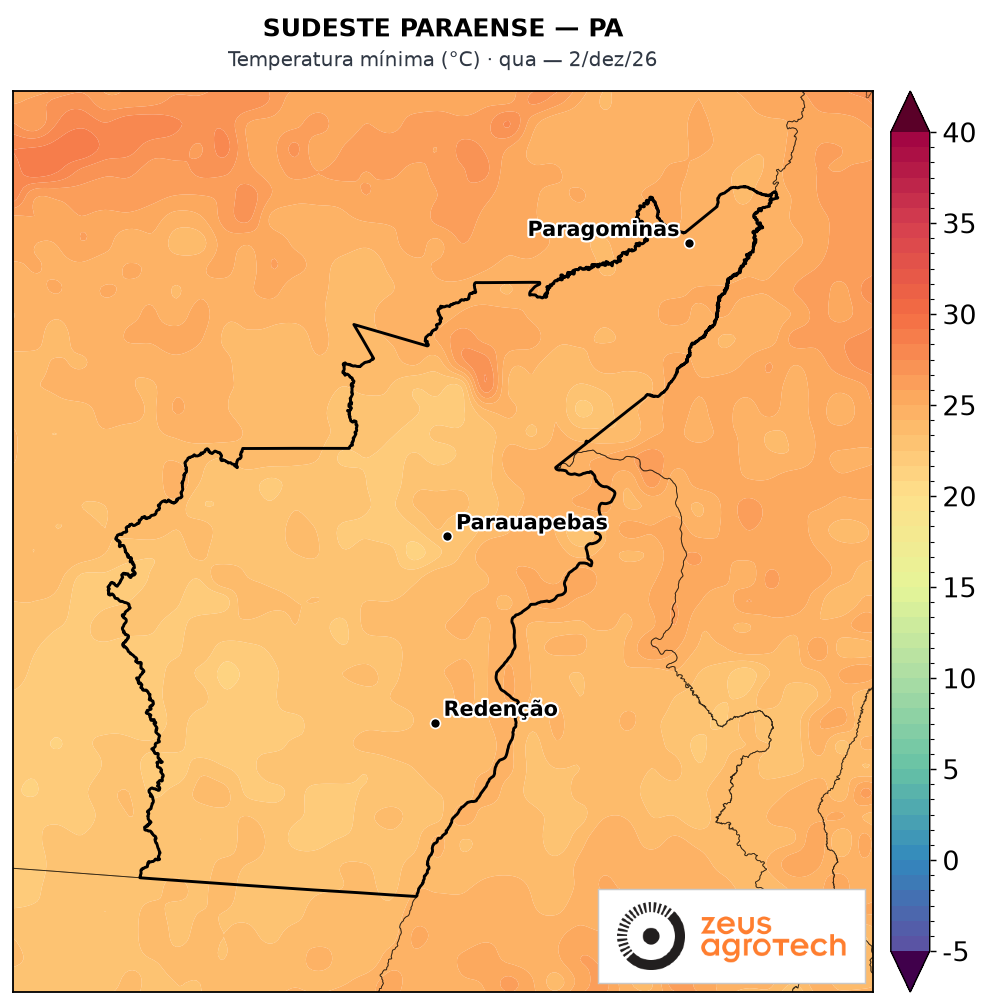 SUDESTE PARAENSE — PA
Temperatura mínima (°C) · qua — 2/dez/26
Paragominas
Parauapebas
Redenção
40
35
30
25
20
15
10
5
0
-5
zeus
agrotech